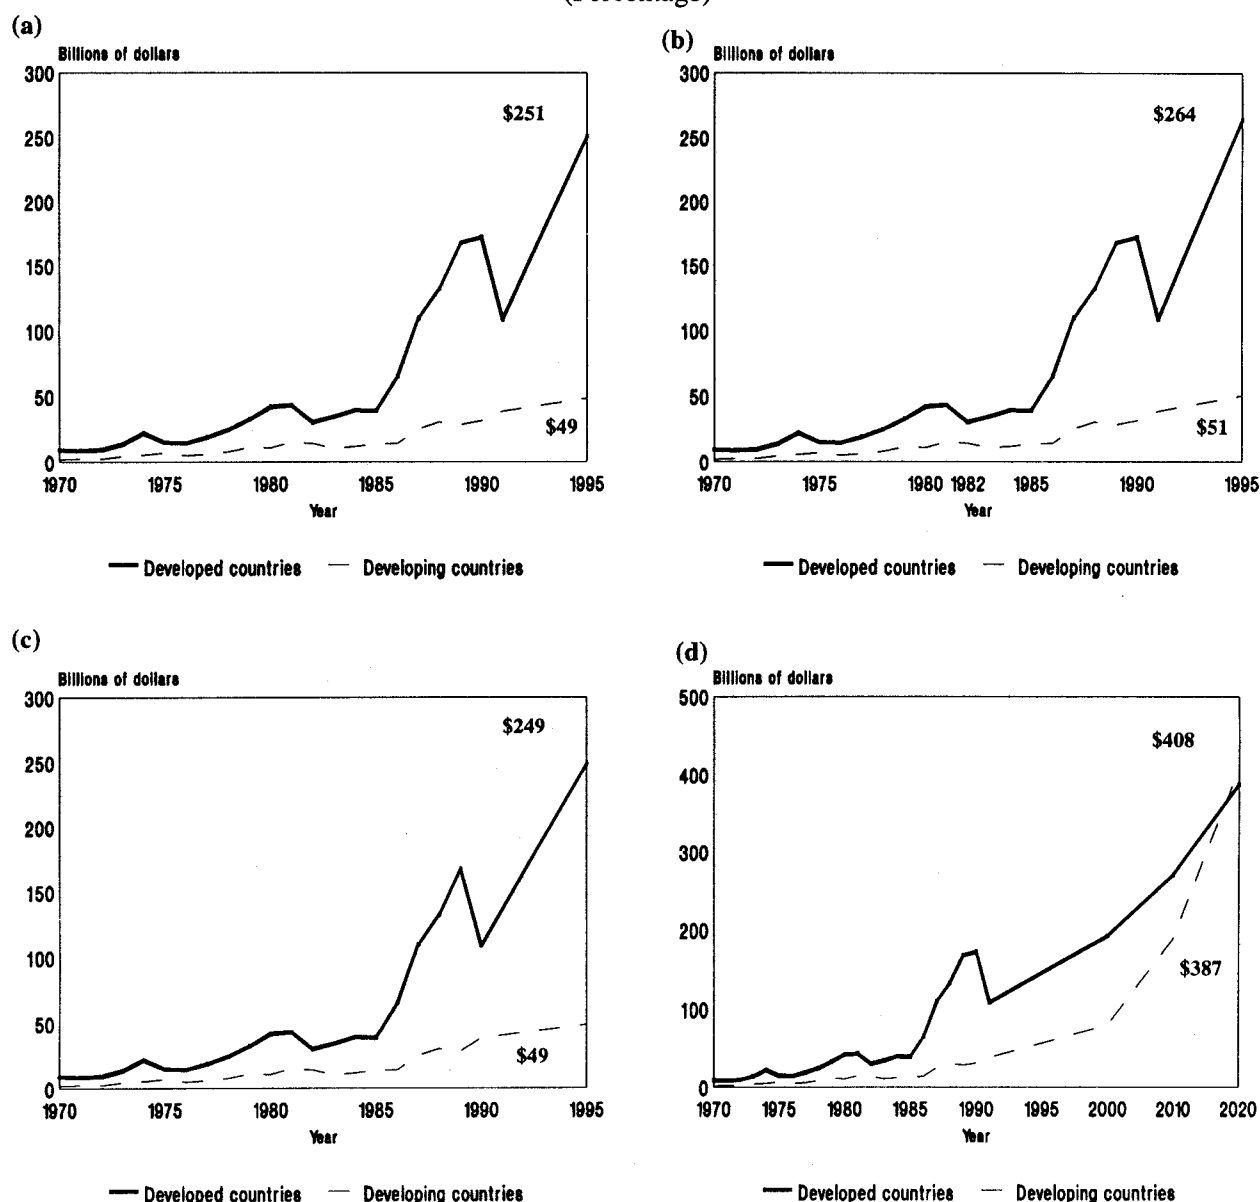 (Percentage)
(a)
Billions of dollars
300
250
200
150
100
50
0
$251
$49
1970 1975 1980 1985 1990 1995
Year
Developed countries Developing countries
(b)
Billions of dollars
300
250
200
150
100
50
0
$264
$51
1970 1975 1980 1982 1985 1990 1995
Year
Developed countries Developing countries
(c)
Billions of dollars
300
250
200
150
100
50
0
$249
$49
1970 1975 1980 1985 1990 1995
Year
Developed countries Developing countries
(d)
Billions of dollars
500
400
300
200
100
0
$408
$387
1970 1975 1980 1985 1990 1995 2000 2010 2020
Year
Developed countries Developing countries